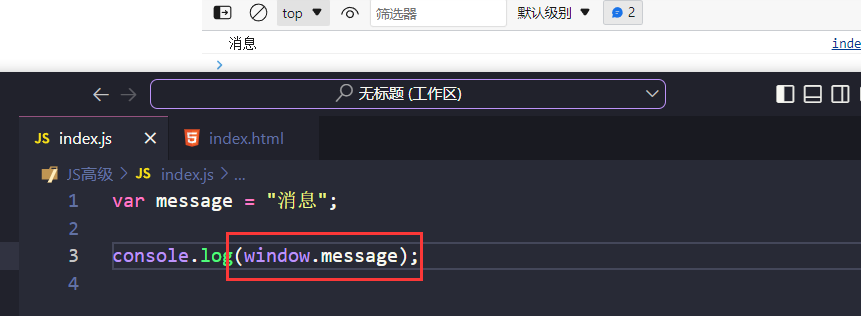 top 筛选器 默认级别 2
消息 inde
无标题 (工作区)
JS index.js index.html
JS高级 JS index.js ...
1 var message = "消息";
2
3 console.log(window.message);
4